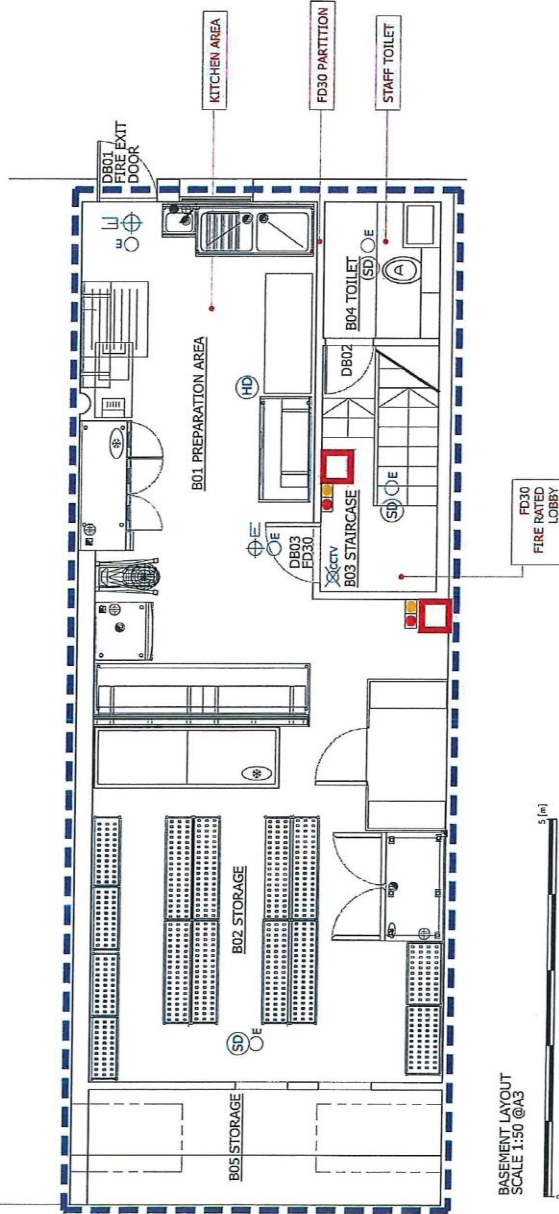 KITCHEN AREA
FD30 PARTITION
STAFF TOILET
DB01
FIRE EXIT
DOOR
E
E
B01 PREPARATION AREA
HD
B04 TOILET
SD
E
DB02
E
E
DB03
FD30
CCTV
B03 STAIRCASE
SD
E
FD30
FIRE RATED
LOBBY
B02 STORAGE
SD
E
B05 STORAGE
BASEMENT LAYOUT
SCALE 1:50 @A3
0
5 [m]